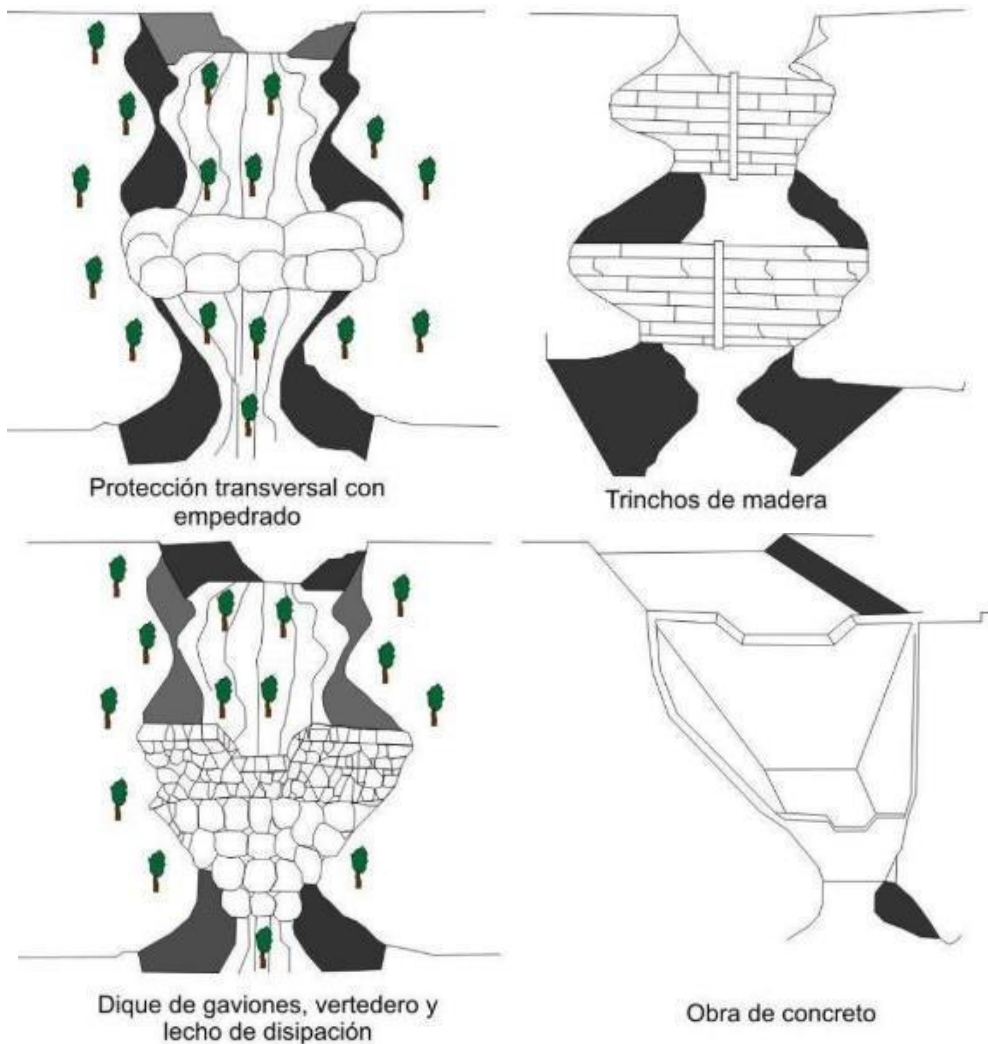 Protección transversal con
empedrado
Trinchos de madera
Dique de gaviones, vertedero y
lecho de disipación
Obra de concreto